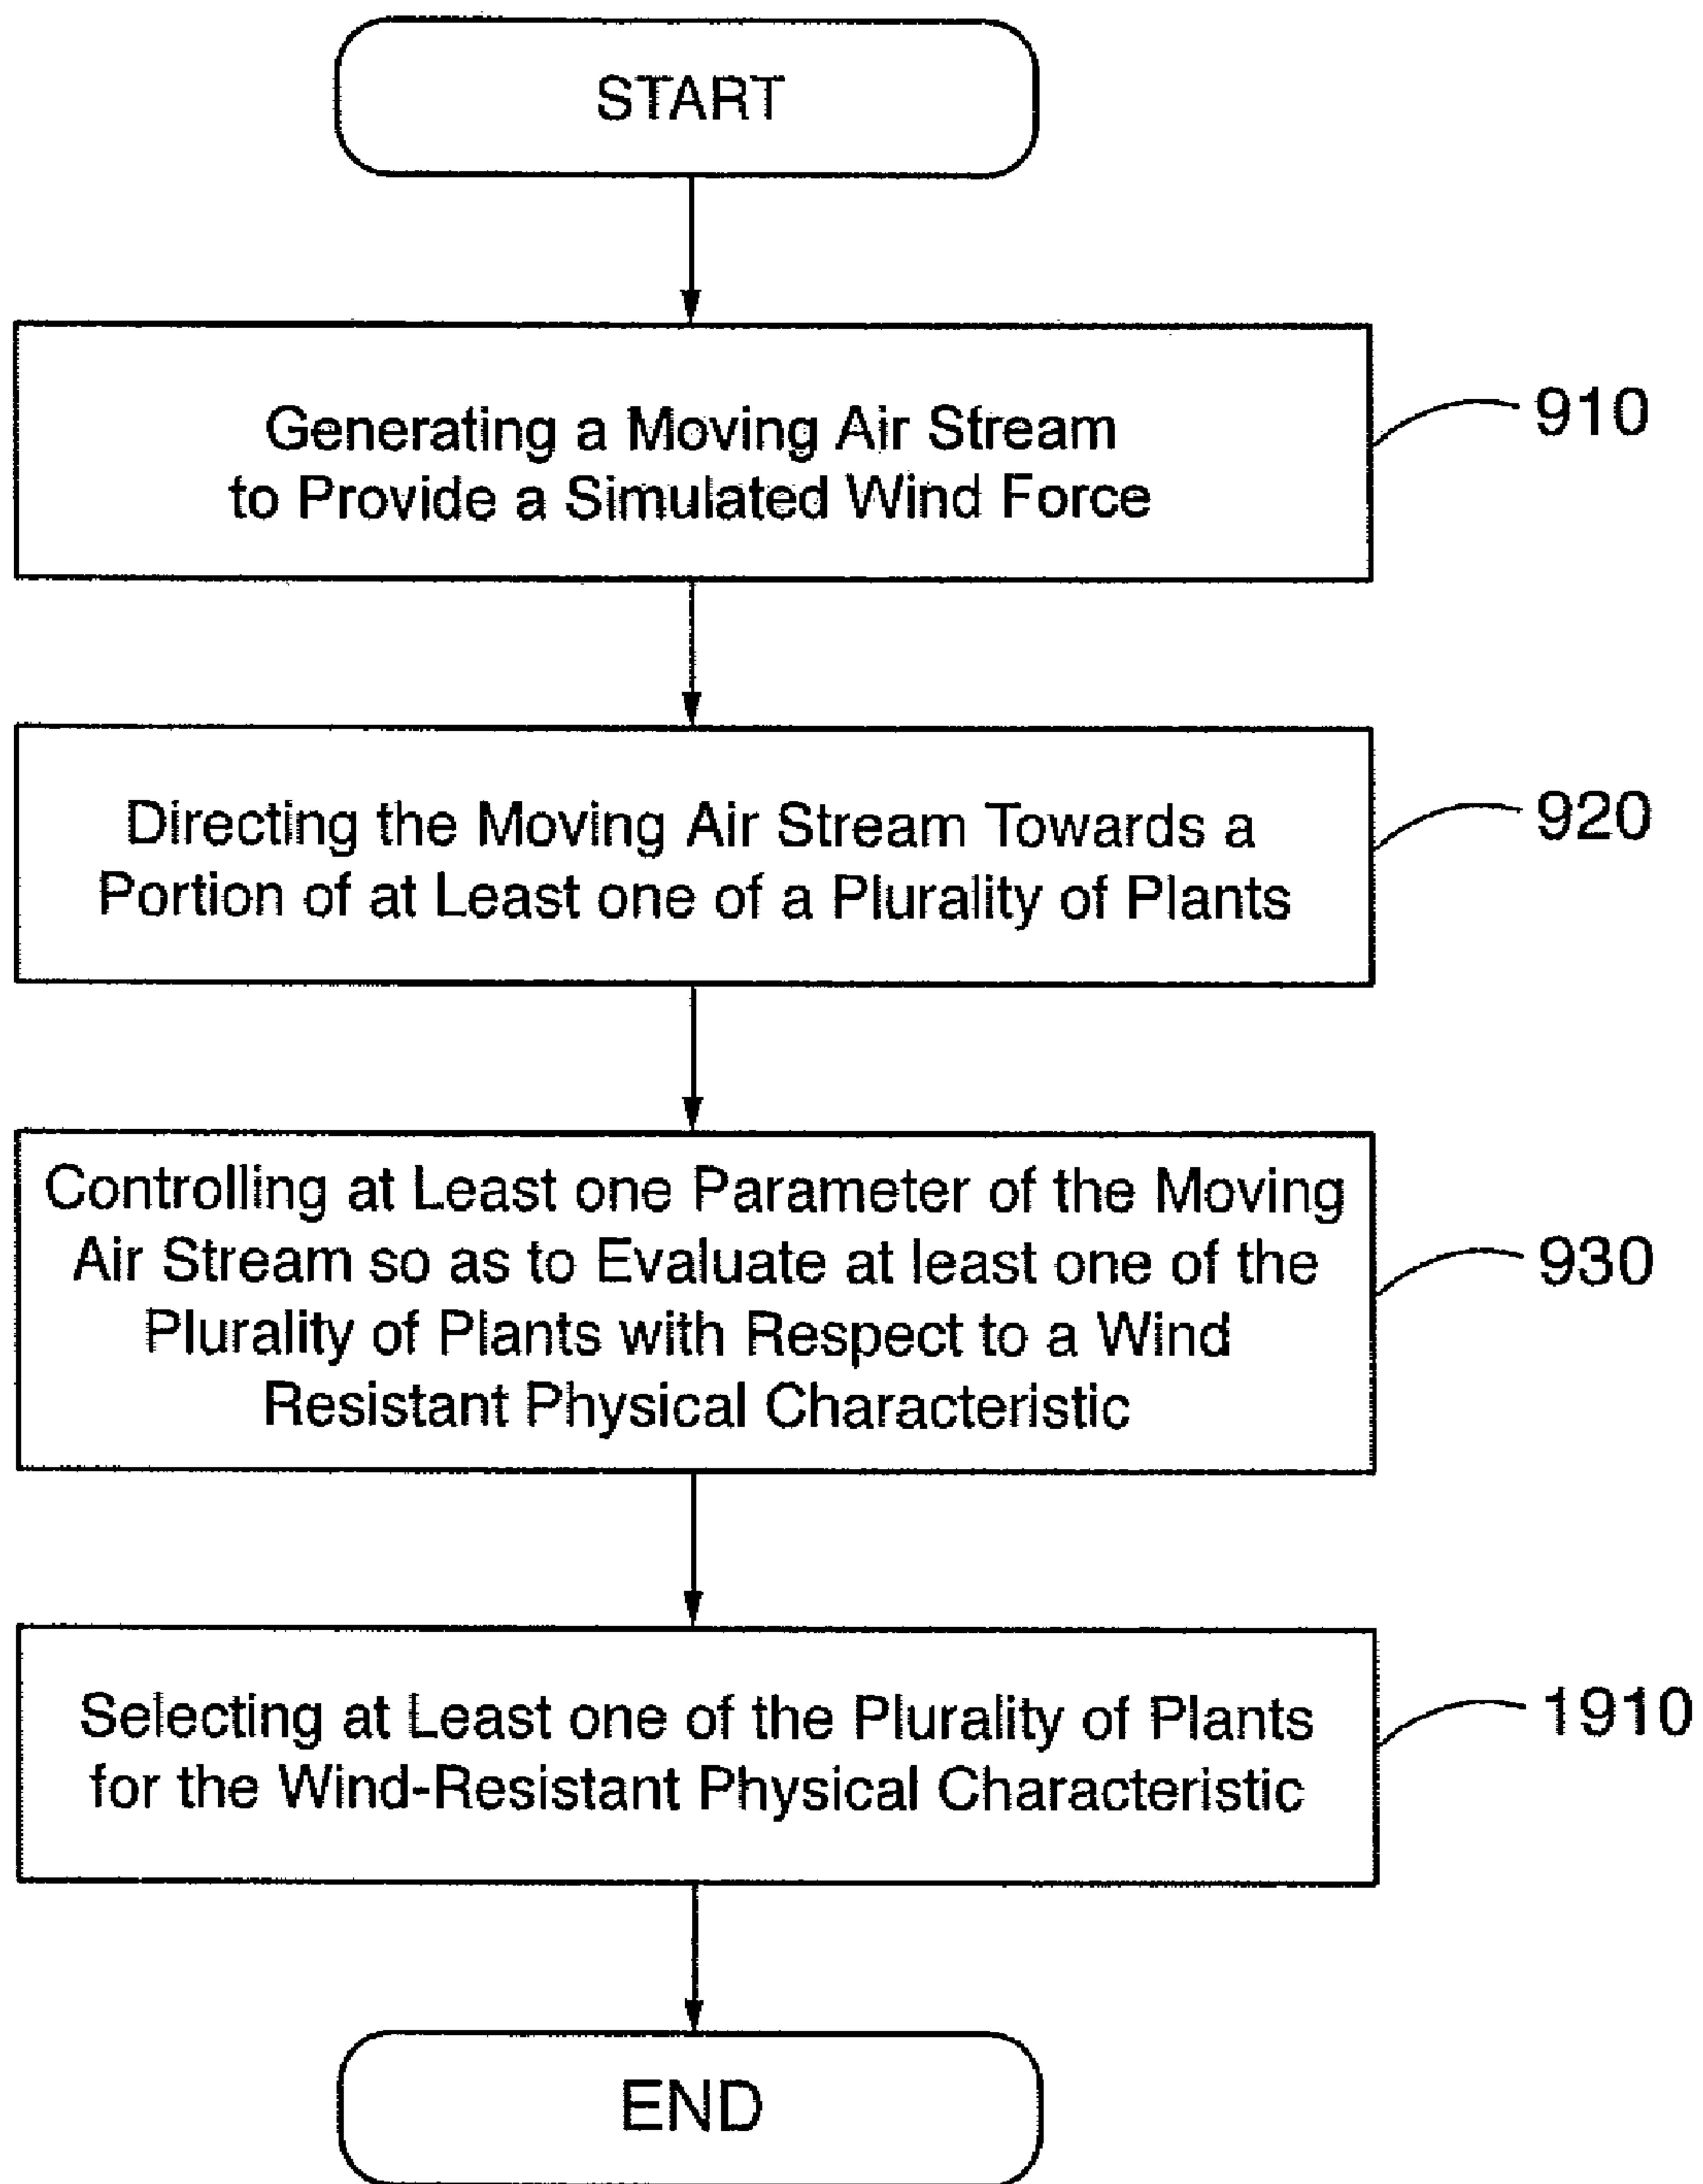 START
Generating a Moving Air Stream
to Provide a Simulated Wind Force
910
Directing the Moving Air Stream Towards a
Portion of at Least one of a Plurality of Plants
920
Controlling at Least one Parameter of the Moving
Air Stream so as to Evaluate at least one of the
Plurality of Plants with Respect to a Wind
Resistant Physical Characteristic
930
Selecting at Least one of the Plurality of Plants
for the Wind-Resistant Physical Characteristic
1910
END